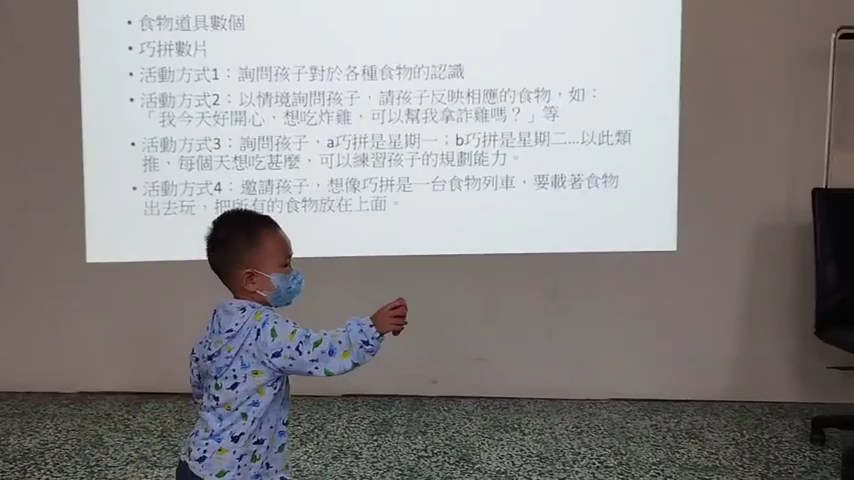 • 食物道具數個
• 巧拼數片
• 活動方式1：詢問孩子對於各種食物的認識
• 活動方式2：以情境詢問孩子，請孩子反映相應的食物，如：
「我今天好開心，想吃炸雞，可以幫我拿詐雞嗎？」等
• 活動方式3：詢問孩子，a巧拼是星期一；b巧拼是星期二.....以此類
推，每個天想吃甚麼，可以練習孩子的規劃能力。
• 活動方式4：邀請孩子，想像巧拼是一台食物列車，要載著食物
出去玩，把所有的食物放在上面。